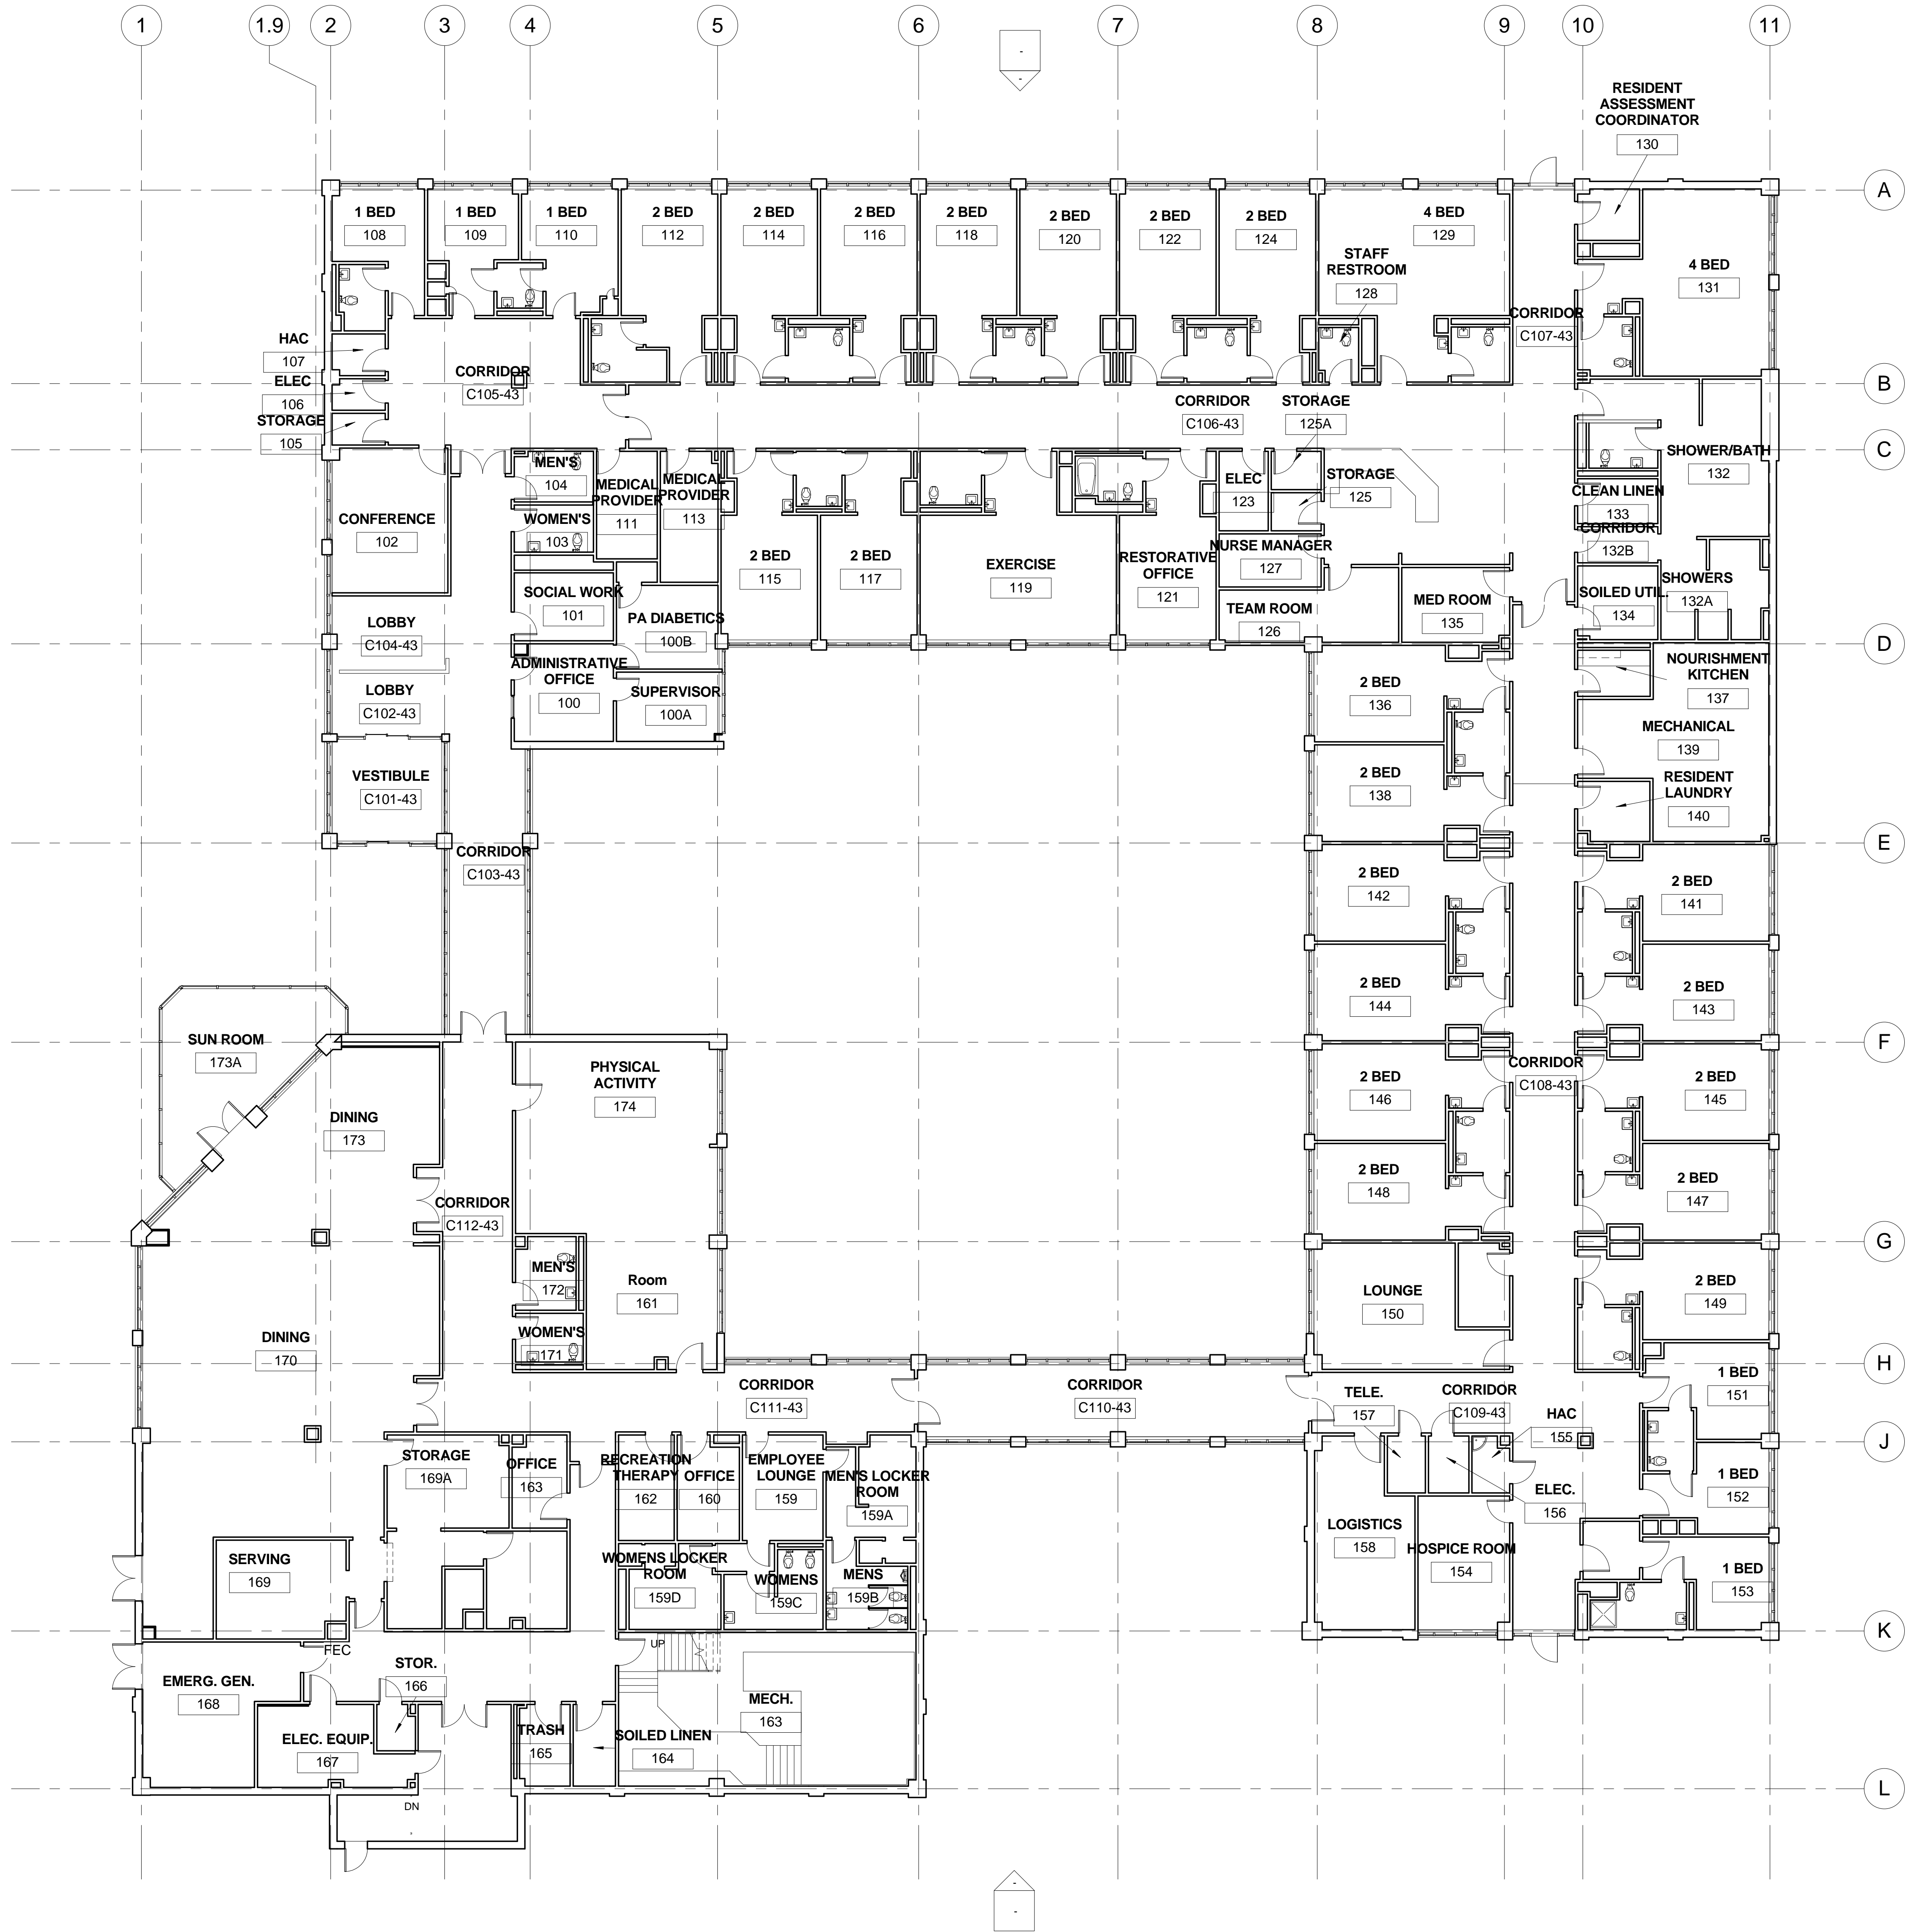 1
1.9
2
3
4
5
6
7
8
9
10
11
-
-
RESIDENT
ASSESSMENT
COORDINATOR
130
A
1 BED
108
1 BED
109
1 BED
110
2 BED
112
2 BED
114
2 BED
116
2 BED
118
2 BED
120
2 BED
122
2 BED
124
4 BED
129
STAFF
RESTROOM
128
4 BED
131
CORRIDOR
C107-43
HAC
107
ELEC
106
STORAGE
105
CORRIDOR
C105-43
B
CORRIDOR
C106-43
STORAGE
125A
C
MEN'S
104
MEDICAL
PROVIDER
111
MEDICAL
PROVIDER
113
ELEC
123
STORAGE
125
SHOWER/BATH
132
CLEAN LINEN
133
CONFERENCE
102
WOMEN'S
103
CORRIDOR
132B
2 BED
115
2 BED
117
EXERCISE
119
RESTORATIVE
OFFICE
121
NURSE MANAGER
127
SOCIAL WORK
101
TEAM ROOM
126
MED ROOM
135
SOILED UTIL.
134
SHOWERS
132A
LOBBY
C104-43
PA DIABETICS
100B
D
ADMINISTRATIVE
OFFICE
100
SUPERVISOR
100A
LOBBY
C102-43
2 BED
136
NOURISHMENT
KITCHEN
137
MECHANICAL
139
VESTIBULE
C101-43
2 BED
138
RESIDENT
LAUNDRY
140
E
CORRIDOR
C103-43
2 BED
142
2 BED
141
2 BED
144
2 BED
143
SUN ROOM
173A
F
PHYSICAL
ACTIVITY
174
CORRIDOR
C108-43
2 BED
146
2 BED
145
DINING
173
2 BED
148
2 BED
147
CORRIDOR
C112-43
G
MEN'S
172
Room
161
LOUNGE
150
2 BED
149
DINING
170
WOMEN'S
171
H
CORRIDOR
C111-43
CORRIDOR
C110-43
TELE.
157
CORRIDOR
C109-43
HAC
155
1 BED
151
J
STORAGE
169A
OFFICE
163
RECREATION
THERAPY
162
OFFICE
160
EMPLOYEE
LOUNGE
159
MEN'S LOCKER
ROOM
159A
ELEC.
156
1 BED
152
LOGISTICS
158
HOSPICE ROOM
154
SERVING
169
WOMENS LOCKER
ROOM
159D
WOMENS
159C
MENS
159B
1 BED
153
K
FEC
UP
EMERG. GEN.
168
STOR.
166
MECH.
163
ELEC. EQUIP.
167
TRASH
165
SOILED LINEN
164
L
DN
-
-